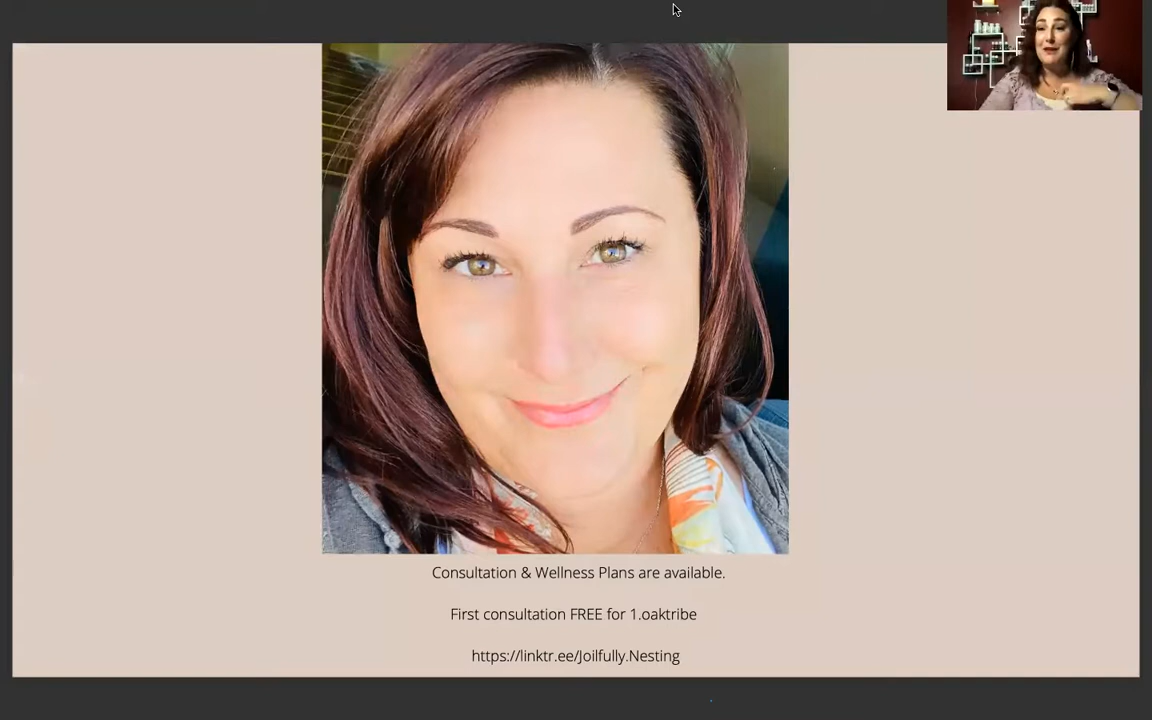 Consultation & Wellness Plans are available.
First consultation FREE for 1.oaktribe
https://linktr.ee/Joilfully.Nesting